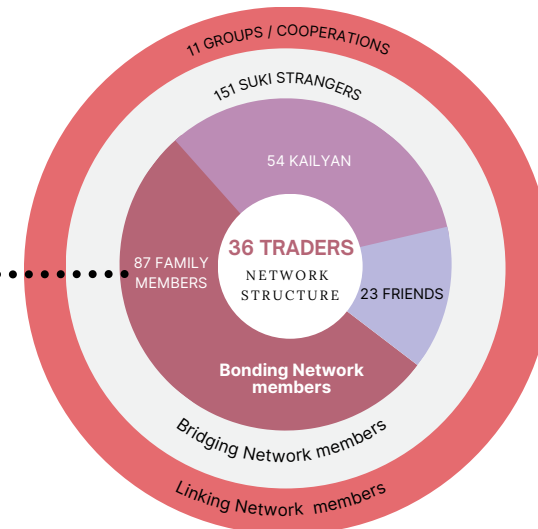 11 GROUPS / COOPERATIONS
151 SUKI STRANGERS
54 KAILYAN
87 FAMILY
MEMBERS
36 TRADERS
NETWORK
STRUCTURE
23 FRIENDS
Bonding Network
members
Bridging Network members
Linking Network members